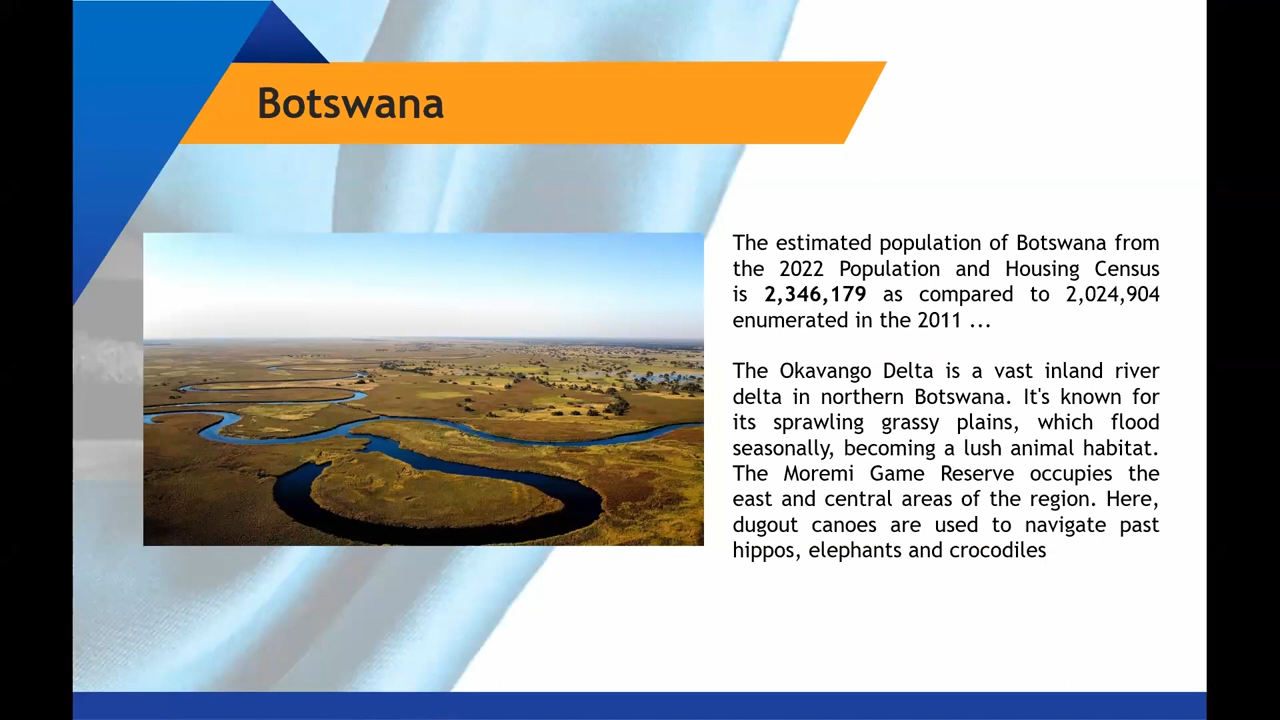 Botswana
The estimated population of Botswana from
the 2022 Population and Housing Census
is 2,346,179 as compared to 2,024,904
enumerated in the 2011 ...
The Okavango Delta is a vast inland river
delta in northern Botswana. It's known for
its sprawling grassy plains, which flood
seasonally, becoming a lush animal habitat.
The Moremi Game Reserve occupies the
east and central areas of the region. Here,
dugout canoes are used to navigate past
hippos, elephants and crocodiles